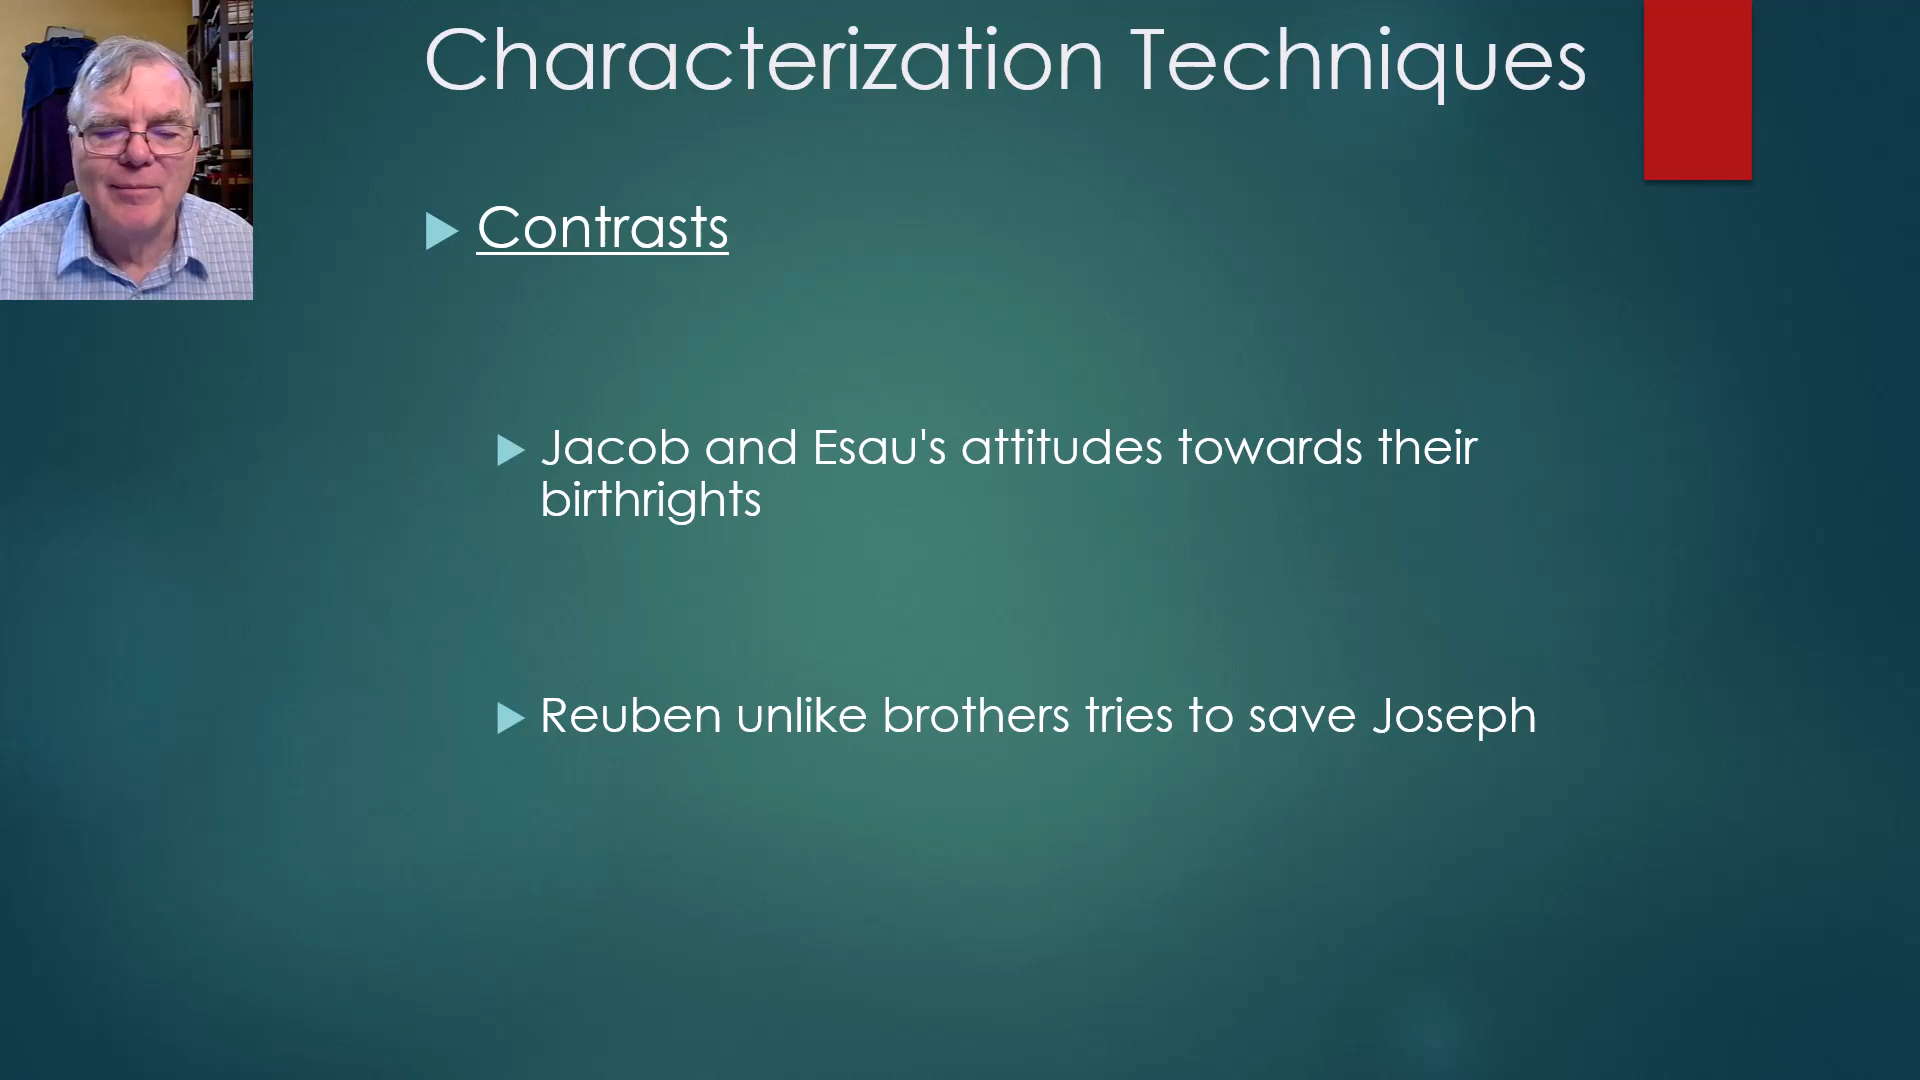 Characterization Techniques
Contrasts
Jacob and Esau's attitudes towards their
birthrights
Reuben unlike brothers tries to save Joseph